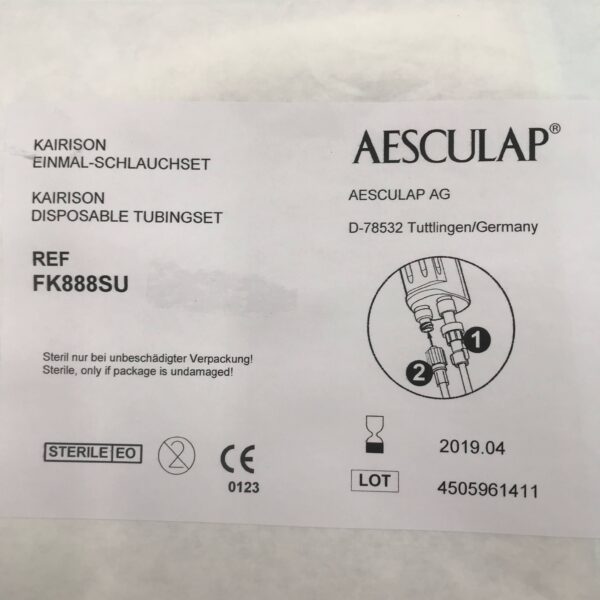 KAIRISON
EINMAL-SCHLAUCHSET
KAIRISON
DISPOSABLE TUBINGSET
REF
FK888SU
Steril nur bei unbeschädigter Verpackung!
Sterile, only if package is undamaged!
STERILE EO
2
CE
0123
AESCULAP®
AESCULAP AG
D-78532 Tuttlingen/Germany
1
2
2019.04
LOT
4505961411